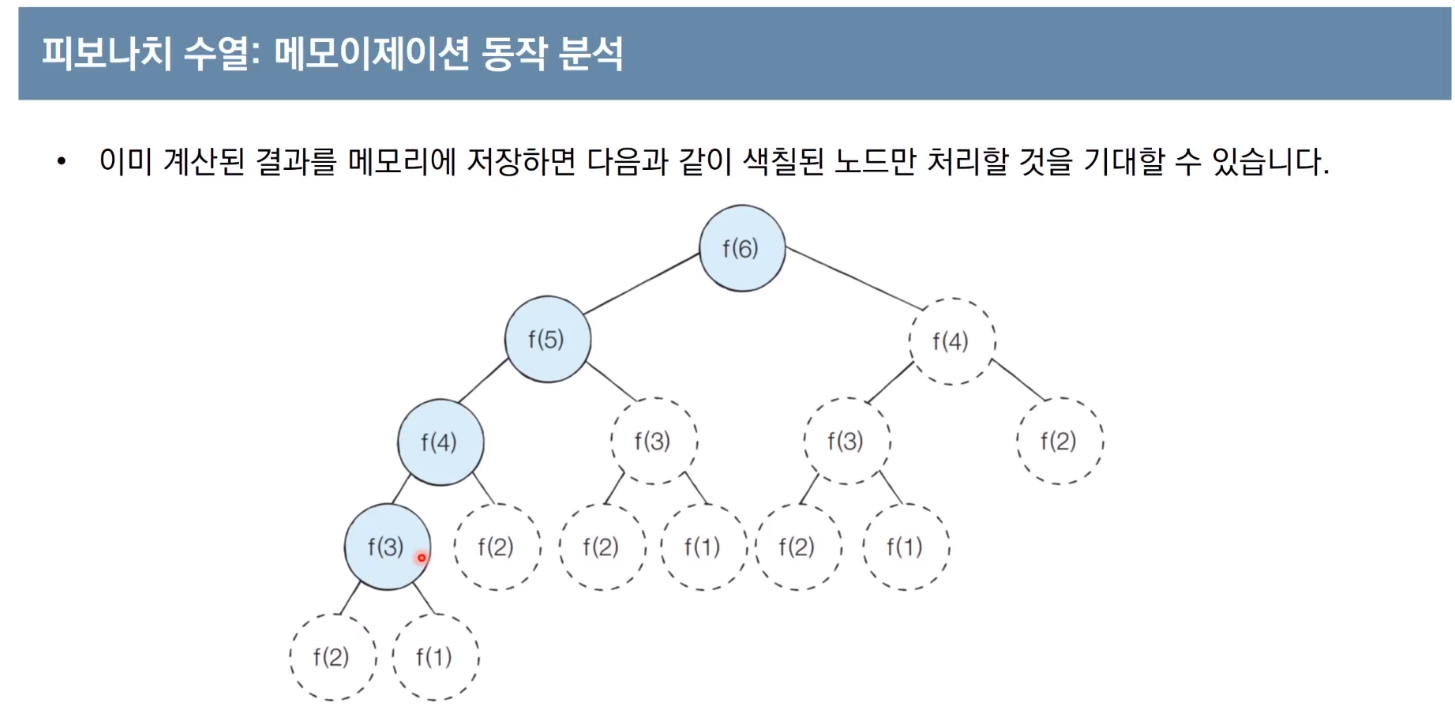 피보나치 수열: 메모이제이션 동작 분석
• 이미 계산된 결과를 메모리에 저장하면 다음과 같이 색칠된 노드만 처리할 것을 기대할 수 있습니다.
f(6)
f(5) f(4)
f(4) f(3) f(3) f(2)
f(3) f(2) f(2) f(1) f(2) f(1)
f(2) f(1)